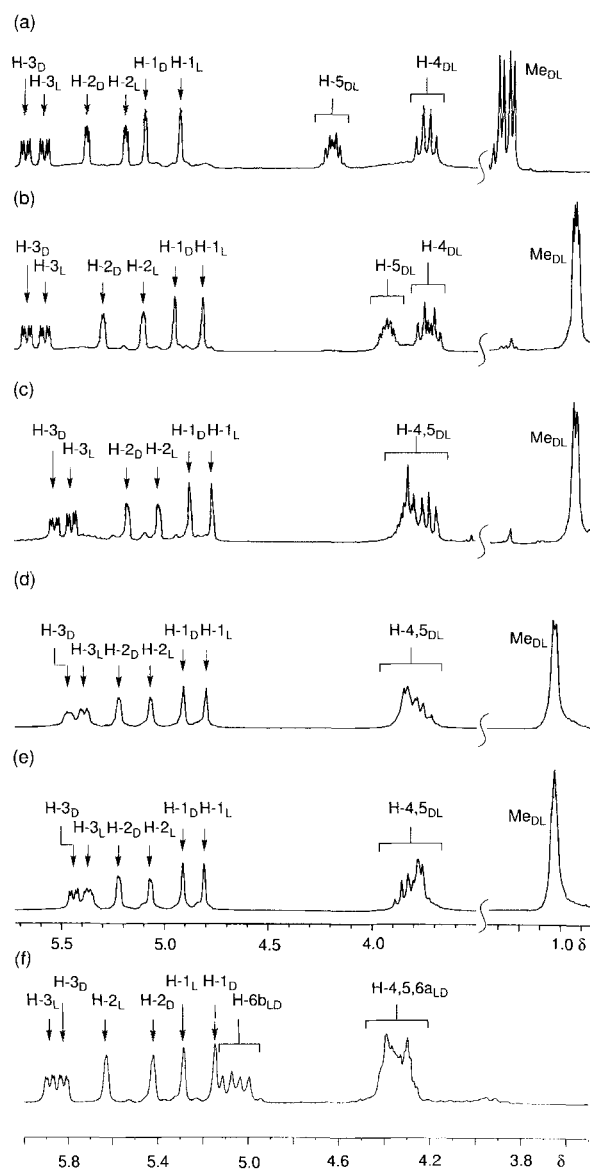 (a)
H-3D H-3L H-2D H-2L H-1D H-1L H-5DL H-4DL MeDL
(b)
H-3D H-3L H-2D H-2L H-1D H-1L H-5DL H-4DL MeDL
(c)
H-3D H-3L H-2D H-2L H-1D H-1L H-4,5DL MeDL
(d)
H-3D H-3L H-2D H-2L H-1D H-1L H-4,5DL MeDL
(e)
H-3D H-3L H-2D H-2L H-1D H-1L H-4,5DL MeDL
5.5 5.0 4.5 4.0 1.0 δ
(f)
H-3L H-3D H-2L H-2D H-1L H-1D H-6bLD H-4,5,6aLD
5.8 5.4 5.0 4.6 4.2 3.8 δ